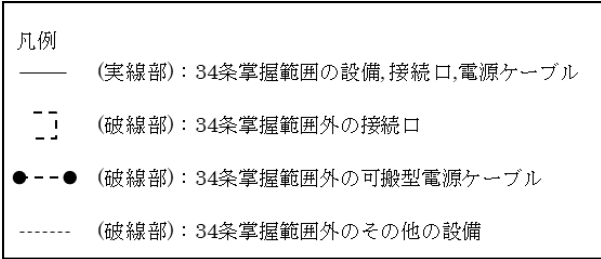 凡例
(実線部)：34条掌握範囲の設備,接続口,電源ケーブル
(破線部)：34条掌握範囲外の接続口
(破線部)：34条掌握範囲外の可搬型電源ケーブル
(破線部)：34条掌握範囲外のその他の設備